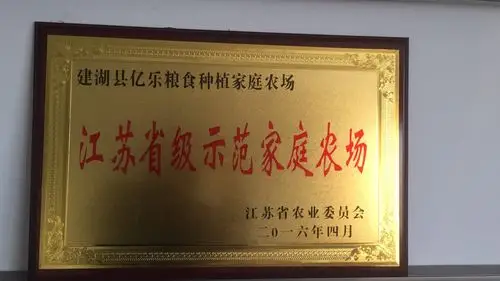 建湖县亿乐粮食种植家庭农场
江苏省级示范家庭农场
江苏省农业委员会
二0一六年四月